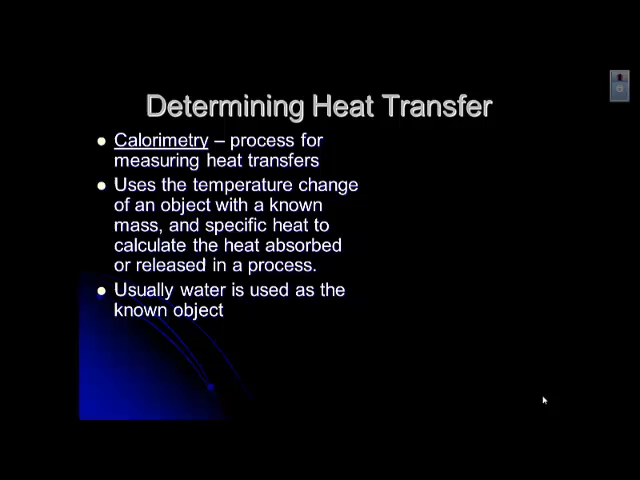 Determining Heat Transfer
Calorimetry – process for
measuring heat transfers
Uses the temperature change
of an object with a known
mass, and specific heat to
calculate the heat absorbed
or released in a process.
Usually water is used as the
known object